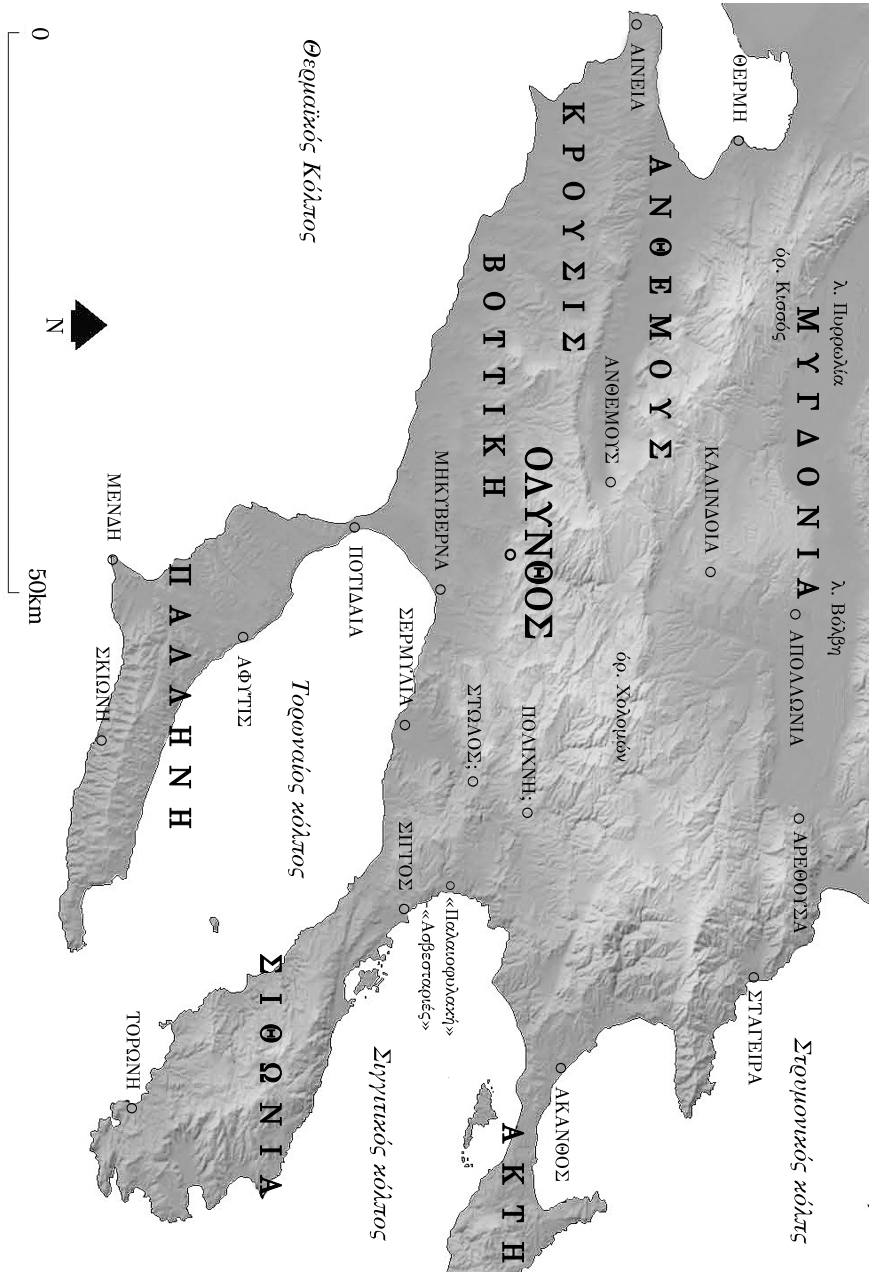 λ. Πυρρωλία
λ. Βόλβη
ΜΥΓΔΟΝΙΑ
Στρυμονικός κόλπς
όρ. Κισσός
ΑΠΟΛΛΩΝΙΑ
ΑΡΕΘΟΥΣΑ
ΘΕΡΜΗ
ΣΤΑΓΕΙΡΑ
ΚΑΛΙΝΔΟΙΑ
ΑΝΘΕΜΟΥΣ
ΑΙΝΕΙΑ
ΑΝΘΕΜΟΥΣ
όρ. Χολομών
ΚΡΟΥΣΙΣ
ΑΚΑΝΘΟΣ
ΟΛΥΝΘΟΣ
ΠΟΛΙΧΝΗ;
ΑΚΤΗ
ΒΟΤΤΙΚΗ
ΣΤΩΛΟΣ;
ΜΗΚΥΒΕΡΝΑ
«Παλαιοφυλακή»
«Ασβεσταριές»
ΣΕΡΜΥΛΙΑ
ΣΙΓΓΟΣ
Σιγγιτικός κόλπος
ΠΟΤΙΔΑΙΑ
Θερμαϊκός Κόλπος
Τορωναίος κόλπος
ΣΙΘΩΝΙΑ
ΑΦΥΤΙΣ
ΠΑΛΛΗΝΗ
ΤΟΡΩΝΗ
ΜΕΝΔΗ
ΣΚΙΩΝΗ
N
0
50km